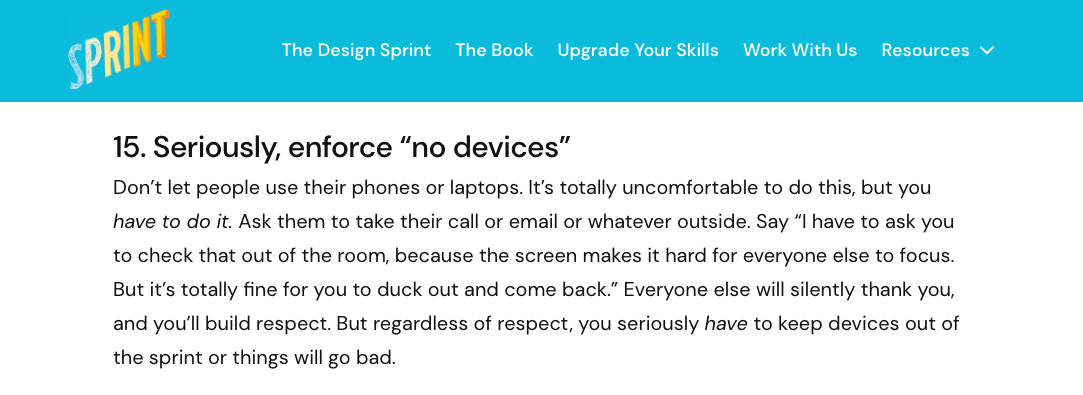 SPRINT
The Design Sprint
The Book
Upgrade Your Skills
Work With Us
Resources
15. Seriously, enforce “no devices”
Don’t let people use their phones or laptops. It’s totally uncomfortable to do this, but you
have to do it. Ask them to take their call or email or whatever outside. Say “I have to ask you
to check that out of the room, because the screen makes it hard for everyone else to focus.
But it’s totally fine for you to duck out and come back.” Everyone else will silently thank you,
and you’ll build respect. But regardless of respect, you seriously have to keep devices out of
the sprint or things will go bad.